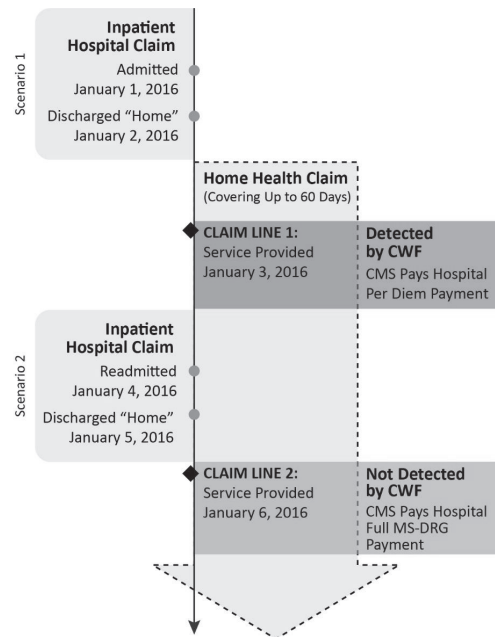 Scenario 1
Inpatient
Hospital Claim
Admitted
January 1, 2016
Discharged “Home”
January 2, 2016
Home Health Claim
(Covering Up to 60 Days)
CLAIM LINE 1:
Service Provided
January 3, 2016
Detected
by CWF
CMS Pays Hospital
Per Diem Payment
Scenario 2
Inpatient
Hospital Claim
Readmitted
January 4, 2016
Discharged “Home”
January 5, 2016
CLAIM LINE 2:
Service Provided
January 6, 2016
Not Detected
by CWF
CMS Pays Hospital
Full MS-DRG
Payment